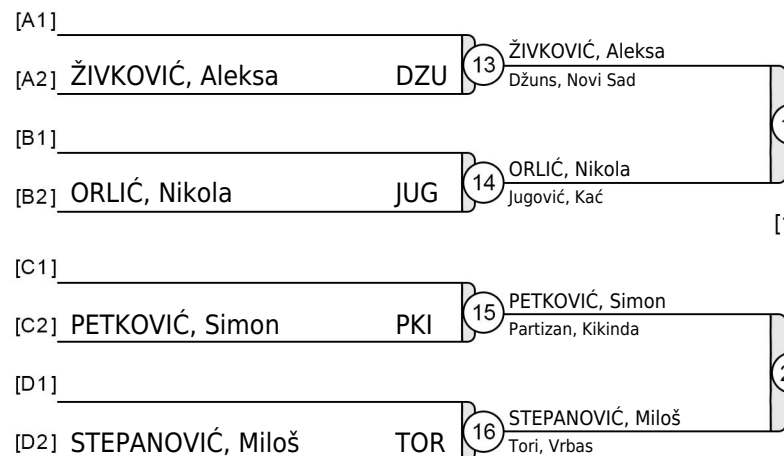 [A1]
[A2] ŽIVKOVIĆ, Aleksa DZU
13
ŽIVKOVIĆ, Aleksa
Džuns, Novi Sad
[B1]
[B2] ORLIĆ, Nikola JUG
14
ORLIĆ, Nikola
Jugović, Kać
[C1]
[C2] PETKOVIĆ, Simon PKI
15
PETKOVIĆ, Simon
Partizan, Kikinda
[D1]
[D2] STEPANOVIĆ, Miloš TOR
16
STEPANOVIĆ, Miloš
Tori, Vrbas